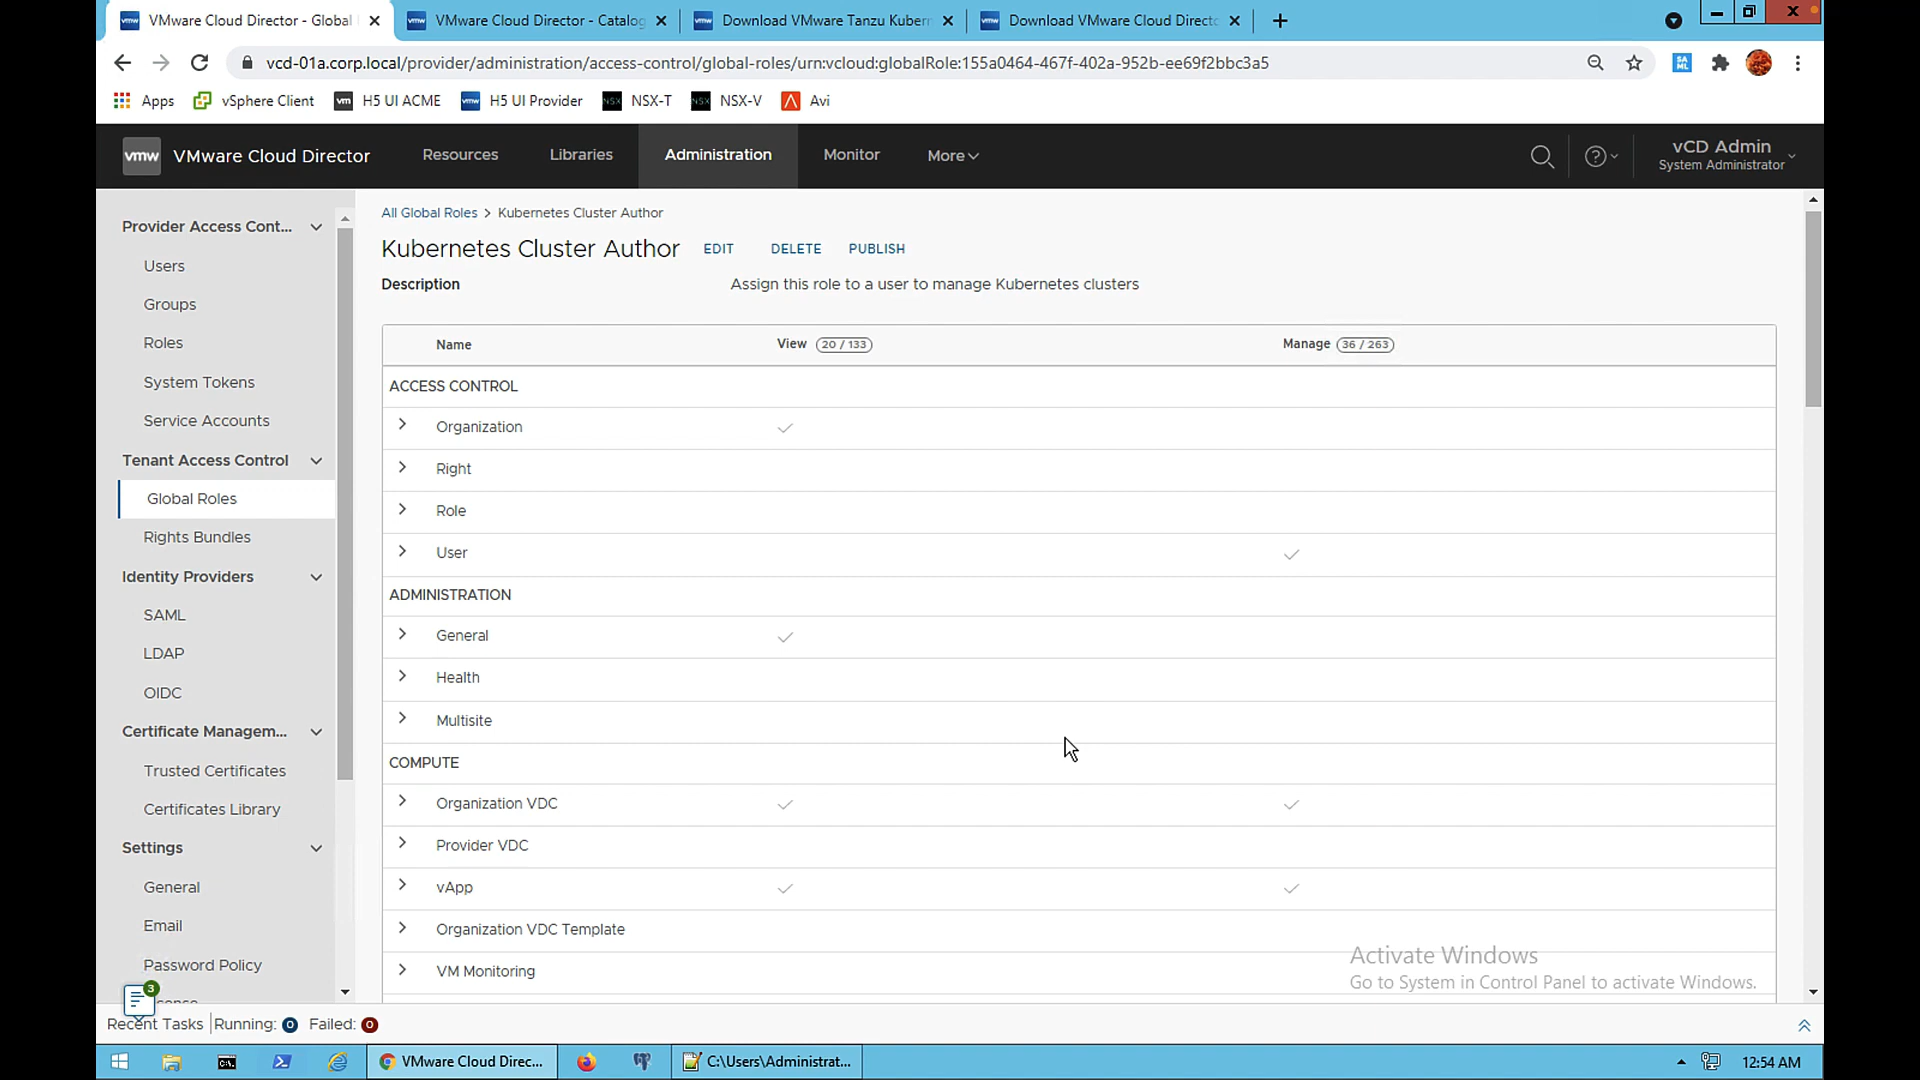 VMware Cloud Director - Global
VMware Cloud Director - Catalog
Download VMware Tanzu Kubern
Download VMware Cloud Directo
vcd-01a.corp.local/provider/administration/access-control/global-roles/urn:vcloud:globalRole:155a0464-467f-402a-952b-ee69f2bbc3a5
SAML
Apps
vSphere Client
vm H5 UI ACME
vmw H5 UI Provider
NSX NSX-T
NSX NSX-V
Avi
vmw VMware Cloud Director
Resources
Libraries
Administration
Monitor
More
vCD Admin
System Administrator
Provider Access Cont...
Users
Groups
Roles
System Tokens
Service Accounts
Tenant Access Control
Global Roles
Rights Bundles
Identity Providers
SAML
LDAP
OIDC
Certificate Managem...
Trusted Certificates
Certificates Library
Settings
General
Email
Password Policy
3
All Global Roles > Kubernetes Cluster Author
Kubernetes Cluster Author EDIT DELETE PUBLISH
Description Assign this role to a user to manage Kubernetes clusters
Name View 20 / 133 Manage 36 / 263
ACCESS CONTROL
Organization
Right
Role
User
ADMINISTRATION
General
Health
Multisite
COMPUTE
Organization VDC
Provider VDC
vApp
Organization VDC Template
VM Monitoring
Activate Windows
Go to System in Control Panel to activate Windows.
Recent Tasks Running: 0 Failed: 0
VMware Cloud Direc...
C:\Users\Administrat...
12:54 AM